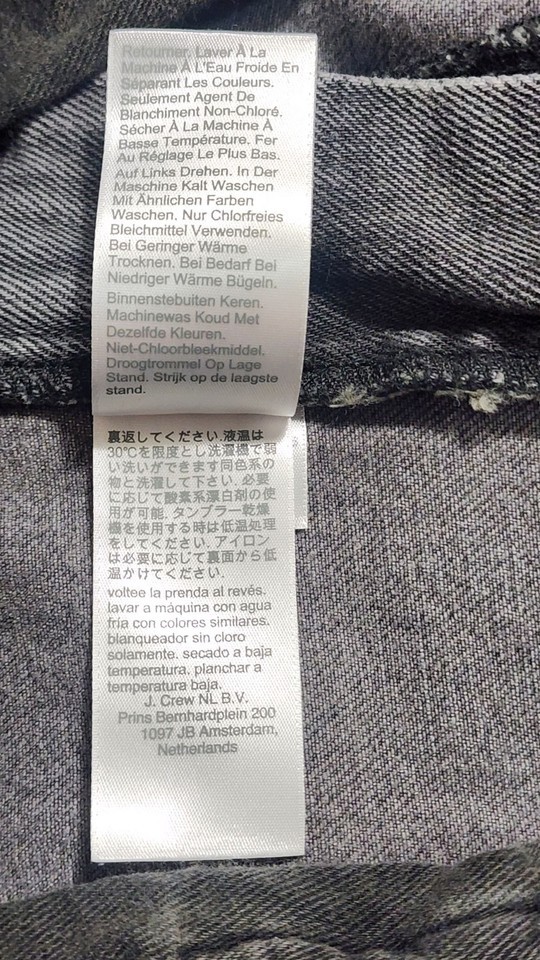 Retourner. Laver À La
Machine À L'Eau Froide En
Séparant Les Couleurs.
Seulement Agent De
Blanchiment Non-Chloré.
Sécher À La Machine À
Basse Température. Fer
Au Réglage Le Plus Bas.
Auf Links Drehen. In Der
Maschine Kalt Waschen
Mit Ähnlichen Farben
Waschen. Nur Chlorfreies
Bleichmittel Verwenden.
Bei Geringer Wärme
Trocknen. Bei Bedarf Bei
Niedriger Wärme Bügeln.
Binnenstebuiten Keren.
Machinewas Koud Met
Dezelfde Kleuren.
Niet-Chloorbleekmiddel.
Droogtrommel Op Lage
Stand. Strijk op de laagste
stand.
裏返してください.液温は
30℃を限度とし洗濯機で弱
い洗いができます同色系の
物と洗濯して下さい. 必要
に応じて酸素系漂白剤の使
用が可能. タンブラー乾燥
機を使用する時は低温処理
をしてください. アイロン
は必要に応じて裏面から低
温かけてください.
voltee la prenda al revés.
lavar a máquina con agua
fría con colores similares.
blanqueador sin cloro
solamente. secado a baja
temperatura. planchar a
temperatura baja.
J. Crew NL B.V.
Prins Bernhardplein 200
1097 JB Amsterdam,
Netherlands